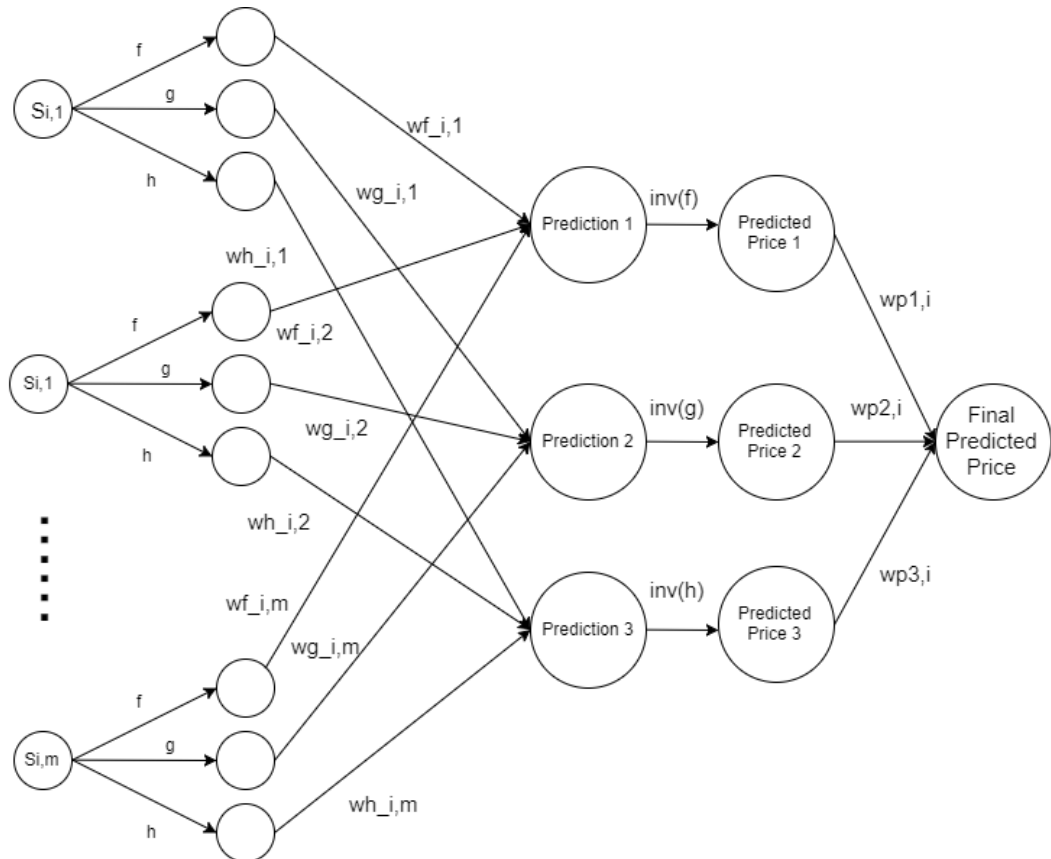 f
Si,1
g
h
wf_i,1
wg_i,1
wh_i,1
Prediction 1
inv(f)
Predicted
Price 1
wp1,i
f
Si,1
g
h
wf_i,2
wg_i,2
wh_i,2
Prediction 2
inv(g)
Predicted
Price 2
wp2,i
Final
Predicted
Price
wf_i,m
wg_i,m
Prediction 3
inv(h)
Predicted
Price 3
wp3,i
f
Si,m
g
h
wh_i,m